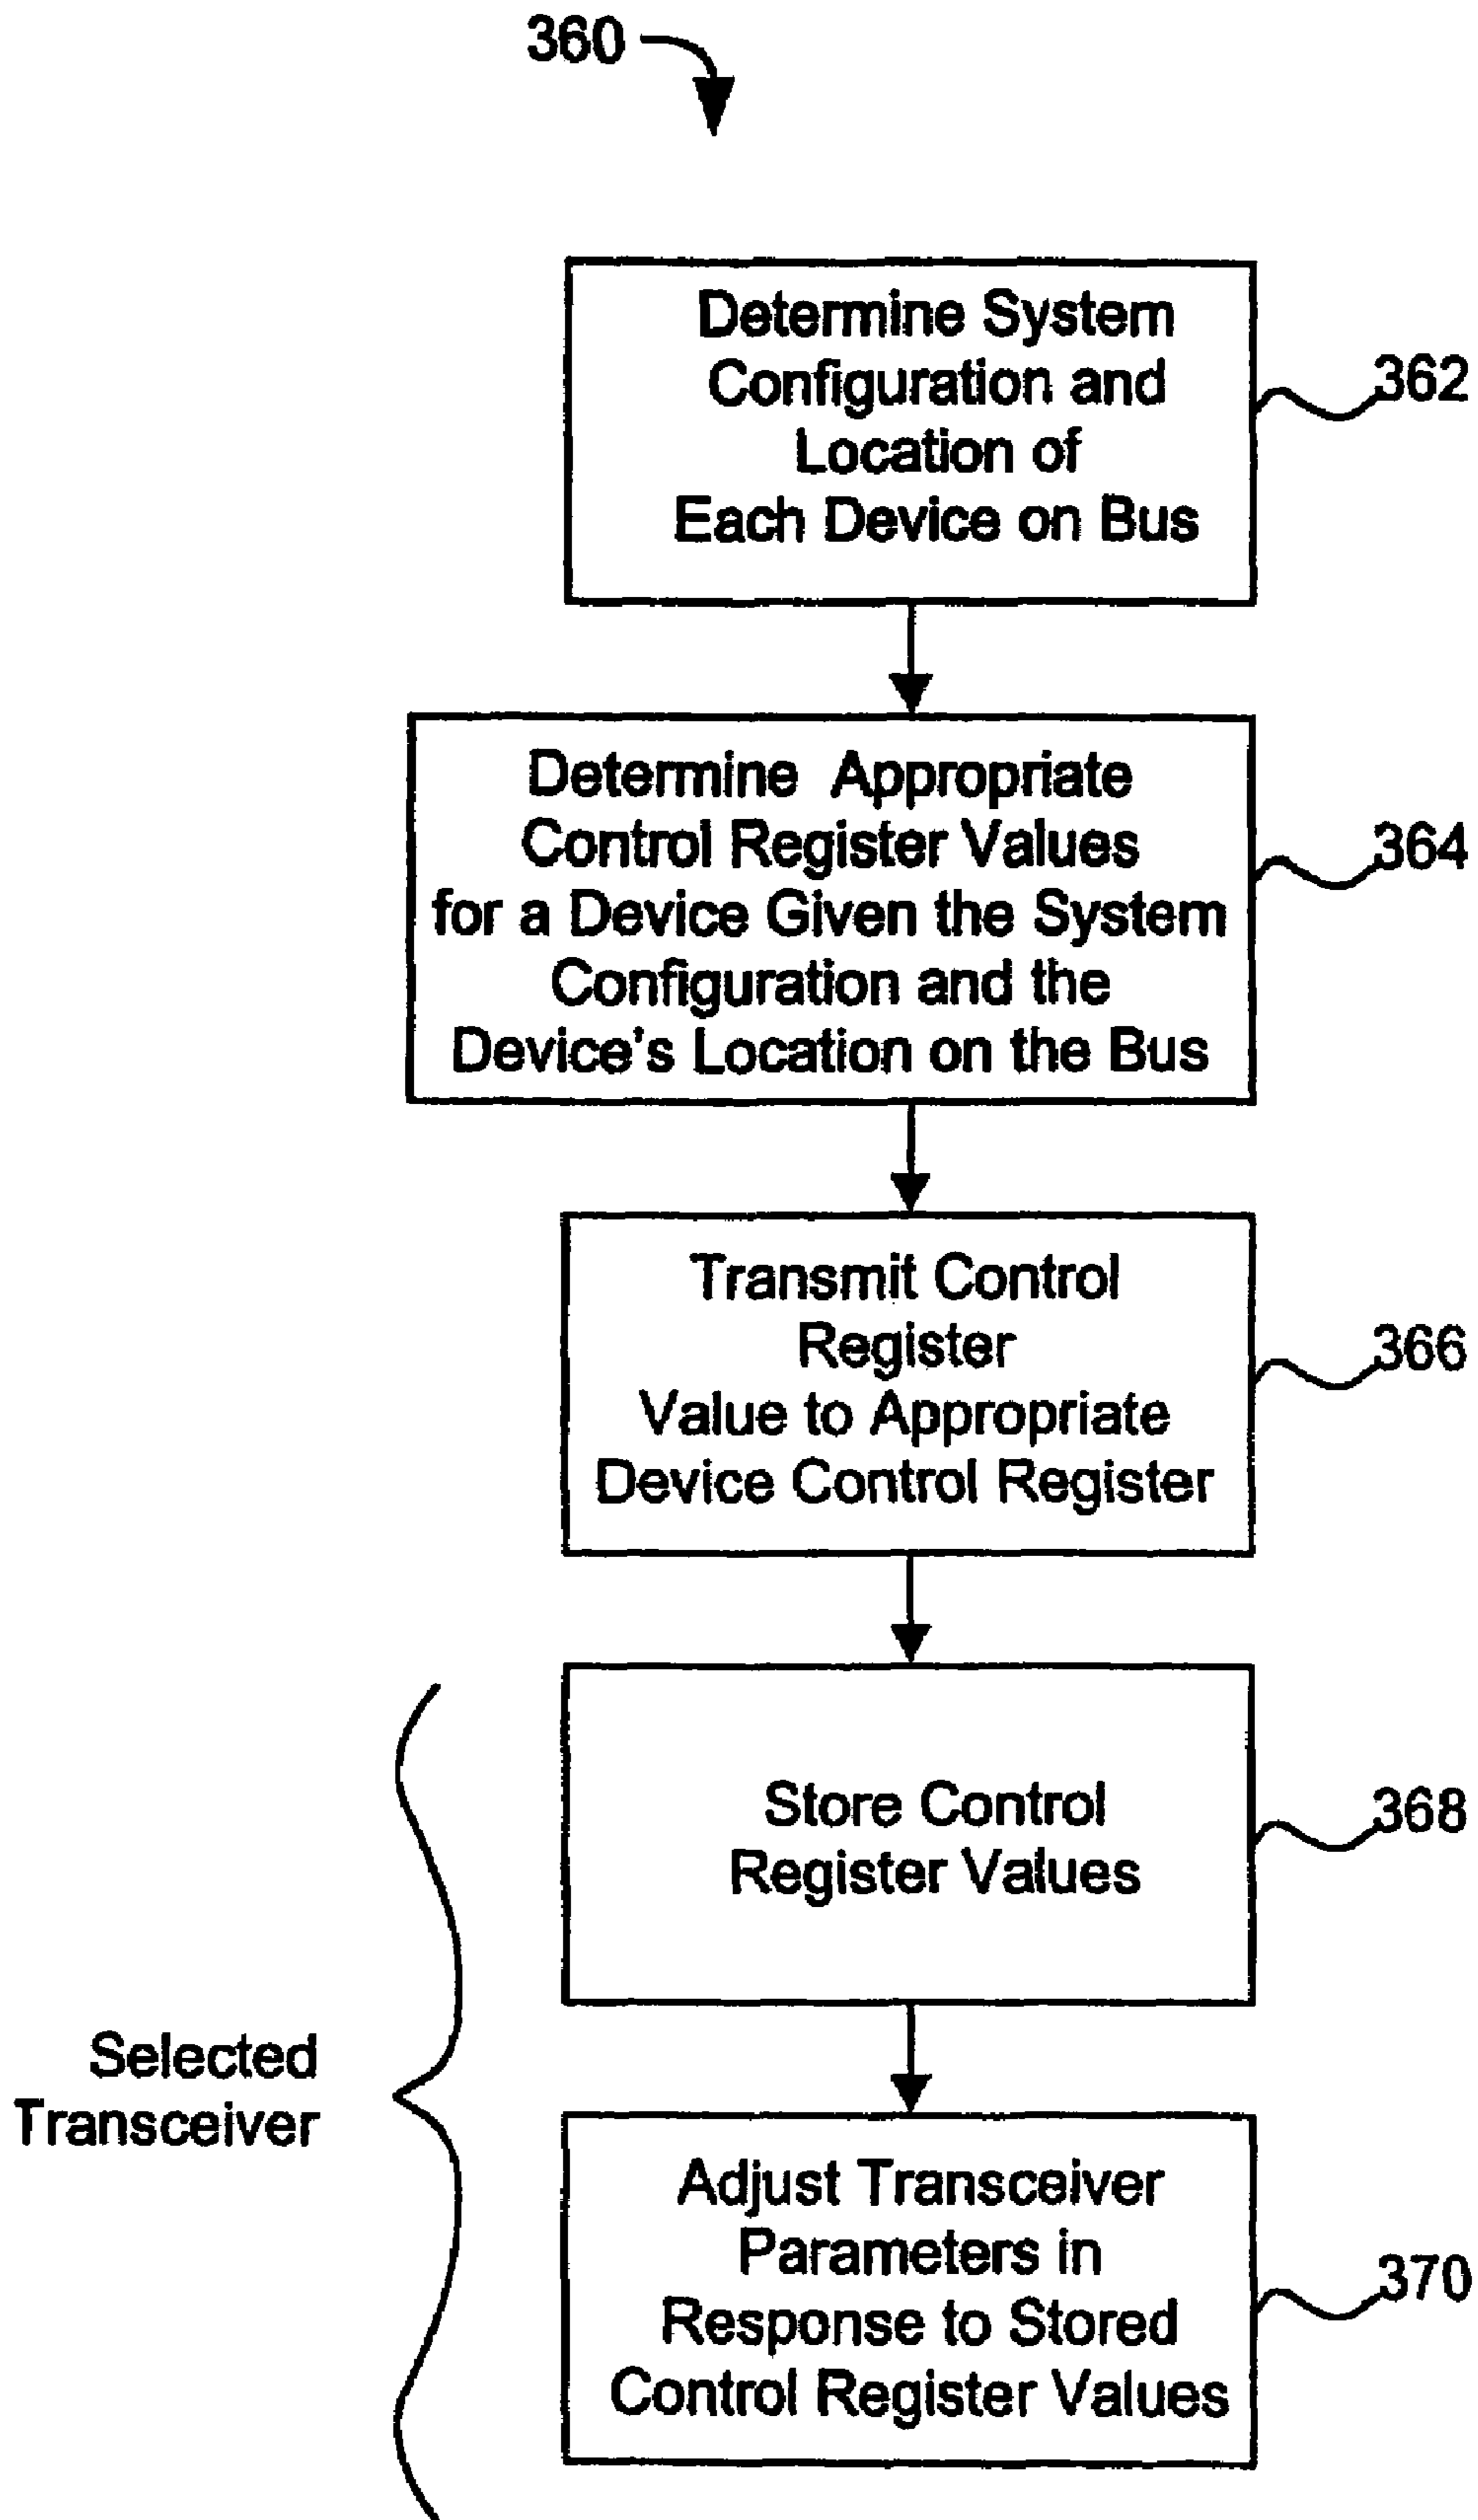 360
Determine System
Configuration and
Location of
Each Device on Bus
362
Determine Appropriate
Control Register Values
for a Device Given the System
Configuration and the
Device's Location on the Bus
364
Transmit Control
Register
Value to Appropriate
Device Control Register
366
Store Control
Register Values
368
Selected
Transceiver
Adjust Transceiver
Parameters in
Response to Stored
Control Register Values
370